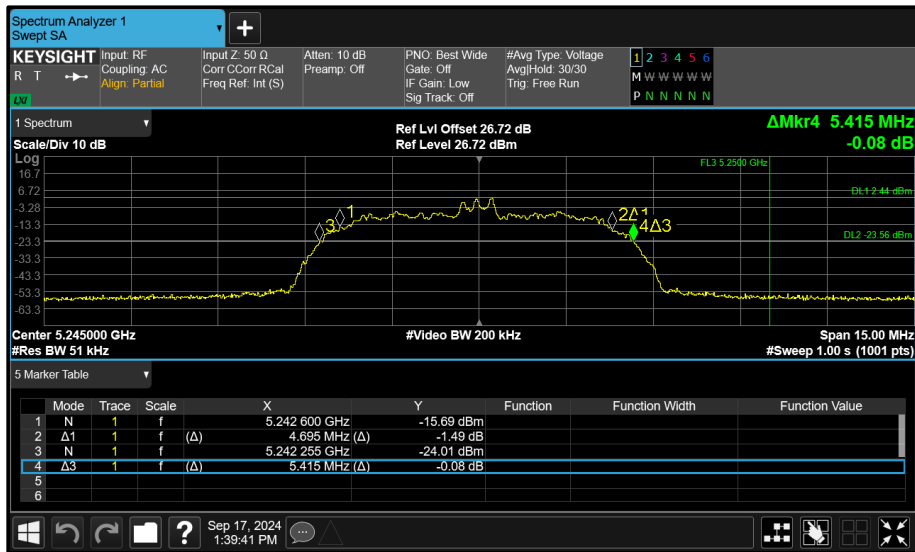 Spectrum Analyzer 1
Swept SA
+
KEYSIGHT
R T
LXI
Input: RF
Coupling: AC
Align: Partial
Input Z: 50 Ω
Corr CCorr RCal
Freq Ref: Int (S)
Atten: 10 dB
Preamp: Off
PNO: Best Wide
Gate: Off
IF Gain: Low
Sig Track: Off
#Avg Type: Voltage
Avg|Hold: 30/30
Trig: Free Run
1 2 3 4 5 6
M W W W W W
P N N N N N
1 Spectrum
Scale/Div 10 dB
Ref Lvl Offset 26.72 dB
Ref Level 26.72 dBm
ΔMkr4 5.415 MHz
-0.08 dB
Log
16.7
6.72
-3.28
-13.3
-23.3
-33.3
-43.3
-53.3
-63.3
FL3 5.2500 GHz
DL1 2.44 dBm
DL2 -23.56 dBm
3 1 2Δ1 4Δ3
Center 5.245000 GHz #Video BW 200 kHz Span 15.00 MHz
#Res BW 51 kHz #Sweep 1.00 s (1001 pts)
5 Marker Table
Mode Trace Scale X Y Function Function Width Function Value
1 N 1 f 5.242 600 GHz -15.69 dBm
2 Δ1 1 f (Δ) 4.695 MHz (Δ) -1.49 dB
3 N 1 f 5.242 255 GHz -24.01 dBm
4 Δ3 1 f (Δ) 5.415 MHz (Δ) -0.08 dB
5
6
?
Sep 17, 2024
1:39:41 PM